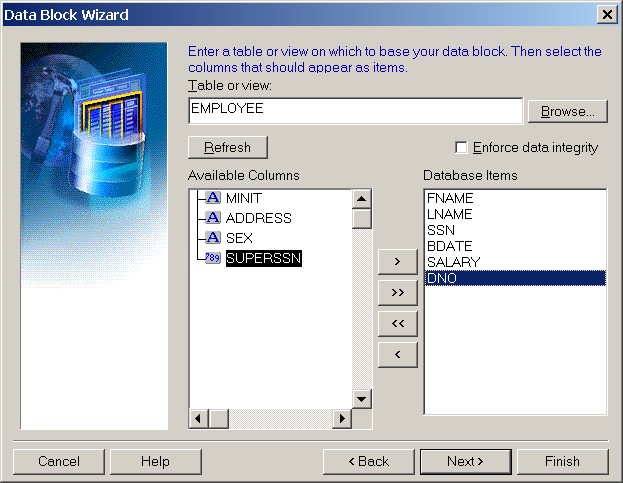 Data Block Wizard
Enter a table or view on which to base your data block. Then select the
columns that should appear as items.
Table or view:
EMPLOYEE
Browse...
Refresh
Enforce data integrity
Available Columns
Database Items
A MINIT
A ADDRESS
A SEX
789 SUPERSSN
>
>>
<<
<
FNAME
LNAME
SSN
BDATE
SALARY
DNO
Cancel
Help
< Back
Next >
Finish